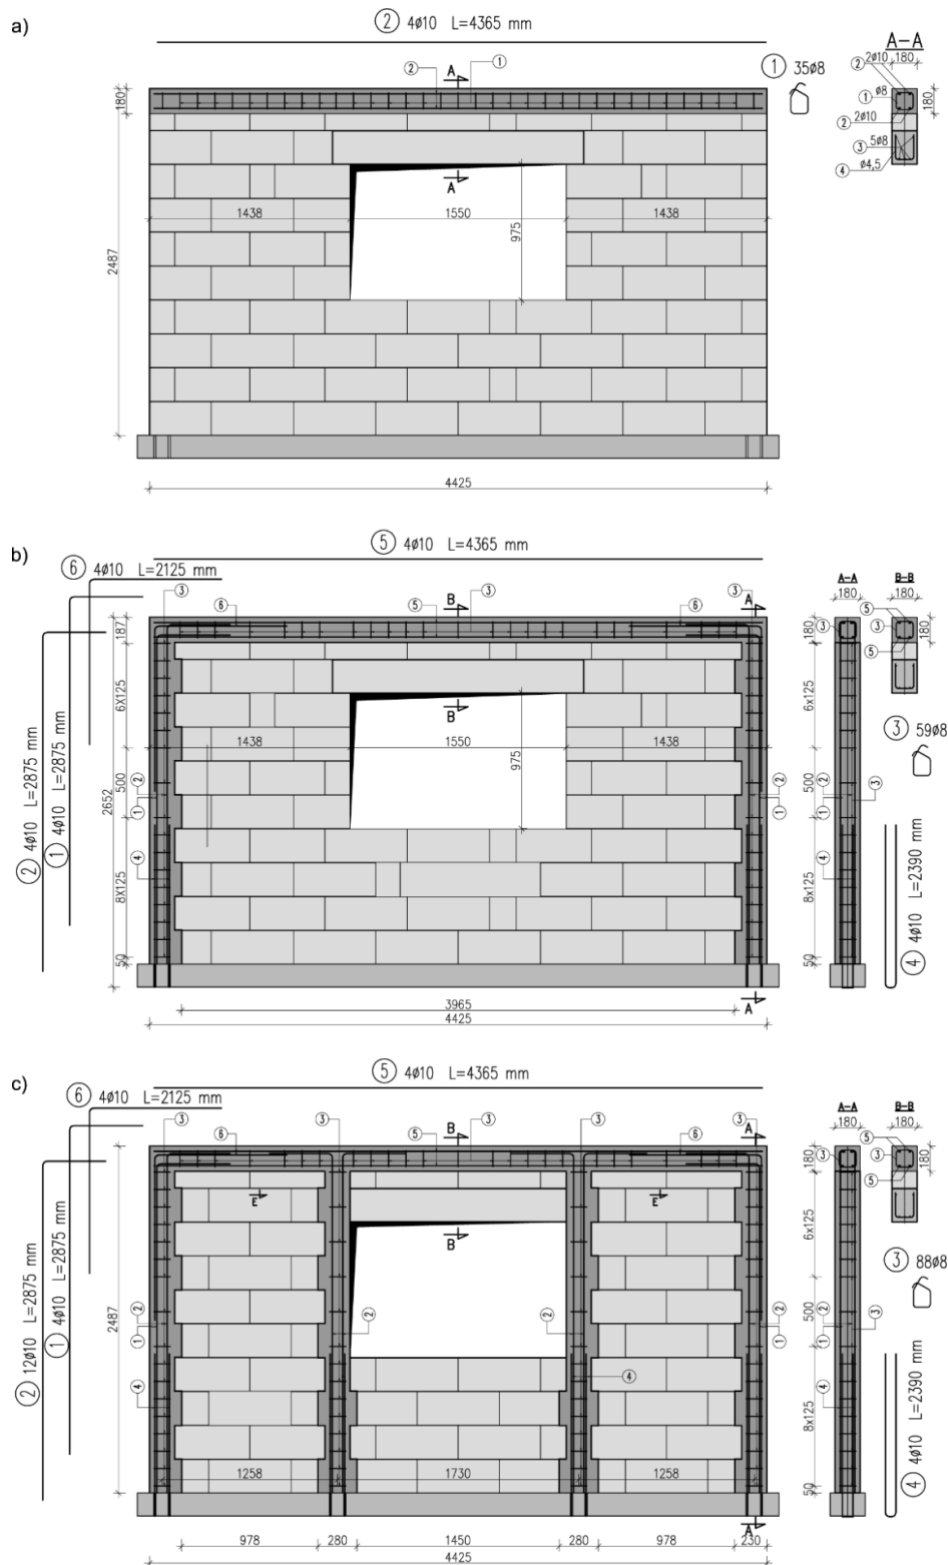 a)
② 4ø10 L=4365 mm
A-A
① 35ø8
2ø10
180
②
① ø8
② 2ø10
③ 5ø8
④ ø4,5
180
A
②
①
180
A
1438
1550
1438
975
2487
4425
b)
⑤ 4ø10 L=4365 mm
⑥ 4ø10 L=2125 mm
③
⑥
⑤
B
③
⑥
③
A
A-A
180
B-B
180
⑤
③
③
⑤
180
180
187
6X125
B
1438
1550
1438
975
500
2652
8X125
50
②
①
④
②
①
② 4ø10 L=2875 mm
① 4ø10 L=2875 mm
6X125
500
8x125
50
②
①
③
④
③ 59ø8
④ 4ø10 L=2390 mm
3965
4425
A
c)
⑤ 4ø10 L=4365 mm
⑥ 4ø10 L=2125 mm
③
⑥
③
⑤
B
③
③
⑥
③
A
A-A
180
B-B
180
⑤
③
③
⑤
180
180
E
E
B
2487
②
①
④
②
②
④
②
①
② 12ø10 L=2875 mm
① 4ø10 L=2875 mm
6X125
500
8x125
50
②
①
③
④
③ 88ø8
④ 4ø10 L=2390 mm
1258
1730
1258
A
978
280
1450
280
978
230
4425